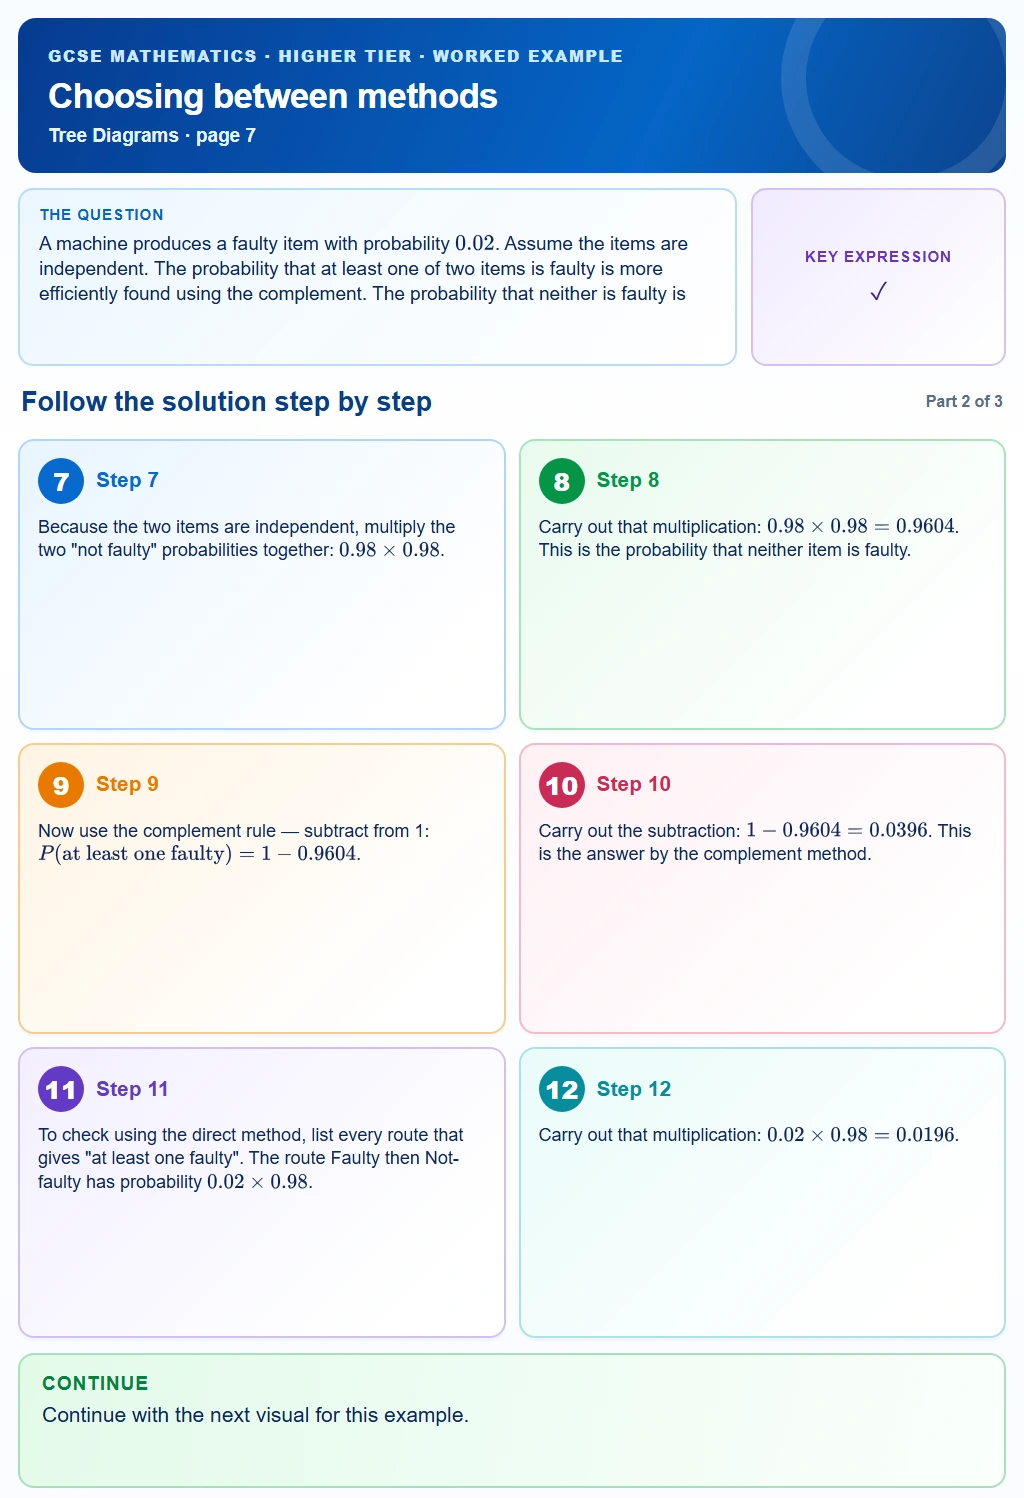 GCSE MATHEMATICS · HIGHER TIER · WORKED EXAMPLE
Choosing between methods
Tree Diagrams · page 7
THE QUESTION
A machine produces a faulty item with probability 0.02. Assume the items are
independent. The probability that at least one of two items is faulty is more
efficiently found using the complement. The probability that neither is faulty is
KEY EXPRESSION
✓
Follow the solution step by step
Part 2 of 3
7 Step 7
Because the two items are independent, multiply the
two "not faulty" probabilities together: 0.98 × 0.98.
8 Step 8
Carry out that multiplication: 0.98 × 0.98 = 0.9604.
This is the probability that neither item is faulty.
9 Step 9
Now use the complement rule — subtract from 1:
P(at least one faulty) = 1 − 0.9604.
10 Step 10
Carry out the subtraction: 1 − 0.9604 = 0.0396. This
is the answer by the complement method.
11 Step 11
To check using the direct method, list every route that
gives "at least one faulty". The route Faulty then Not-
faulty has probability 0.02 × 0.98.
12 Step 12
Carry out that multiplication: 0.02 × 0.98 = 0.0196.
CONTINUE
Continue with the next visual for this example.